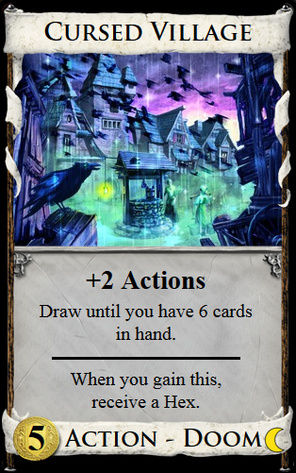 CURSED VILLAGE
+2 Actions
Draw until you have 6 cards
in hand.
When you gain this,
receive a Hex.
5 ACTION - DOOM